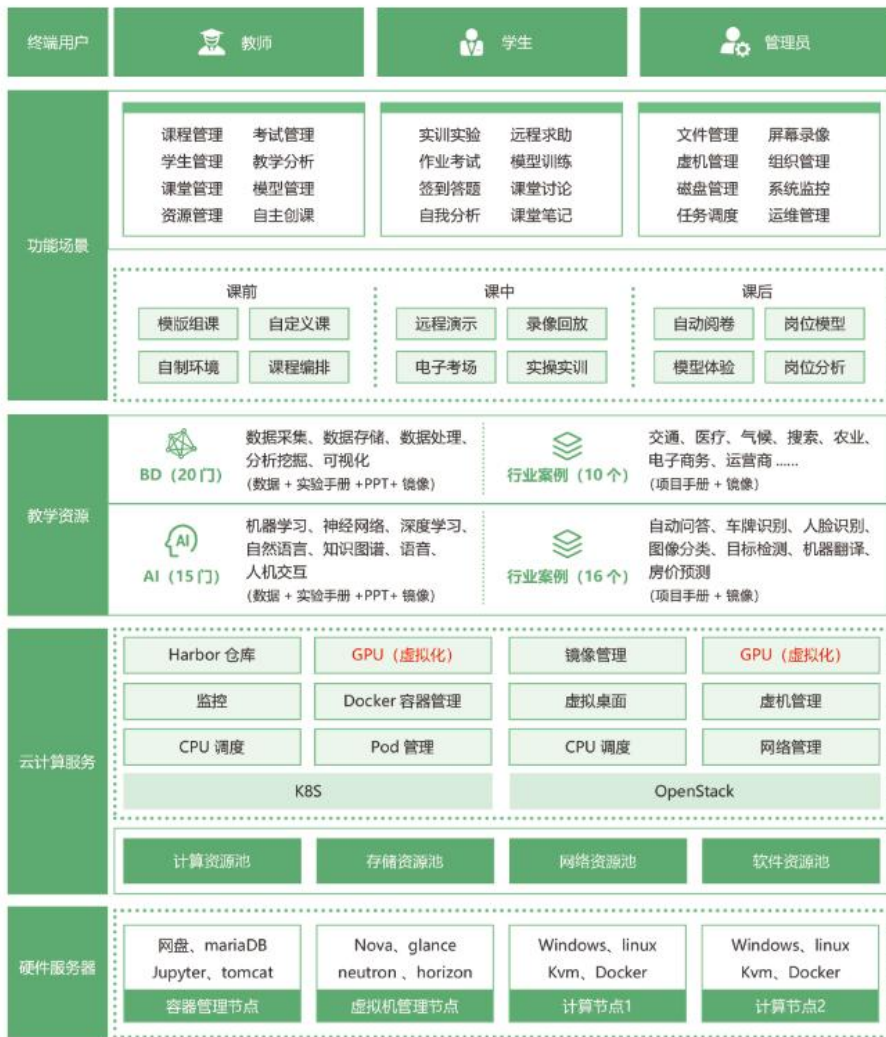 终端用户
教师
学生
管理员
功能场景
课程管理 考试管理
学生管理 教学分析
课堂管理 模型管理
资源管理 自主创课
实训实验 远程求助
作业考试 模型训练
签到答题 课堂讨论
自我分析 课堂笔记
文件管理 屏幕录像
虚机管理 组织管理
磁盘管理 系统监控
任务调度 运维管理
课前
模版组课 自定义课
自制环境 课程编排
课中
远程演示 录像回放
电子考场 实操实训
课后
自动阅卷 岗位模型
模型体验 岗位分析
教学资源
BD（20门）
数据采集、数据存储、数据处理、
分析挖掘、可视化
(数据 + 实验手册 +PPT+ 镜像)
行业案例（10 个）
交通、医疗、气候、搜索、农业、
电子商务、运营商 ......
(项目手册 + 镜像)
AI
AI（15门）
机器学习、神经网络、深度学习、
自然语言、知识图谱、语音、
人机交互
(数据 + 实验手册 +PPT+ 镜像)
行业案例（16 个）
自动问答、车牌识别、人脸识别、
图像分类、目标检测、机器翻译、
房价预测
(项目手册 + 镜像)
云计算服务
Harbor 仓库 GPU（虚拟化） 镜像管理 GPU（虚拟化）
监控 Docker 容器管理 虚拟桌面 虚机管理
CPU 调度 Pod 管理 CPU 调度 网络管理
K8S OpenStack
计算资源池 存储资源池 网络资源池 软件资源池
硬件服务器
网盘、mariaDB
Jupyter、tomcat
容器管理节点
Nova、glance
neutron 、horizon
虚拟机管理节点
Windows、linux
Kvm、Docker
计算节点1
Windows、linux
Kvm、Docker
计算节点2